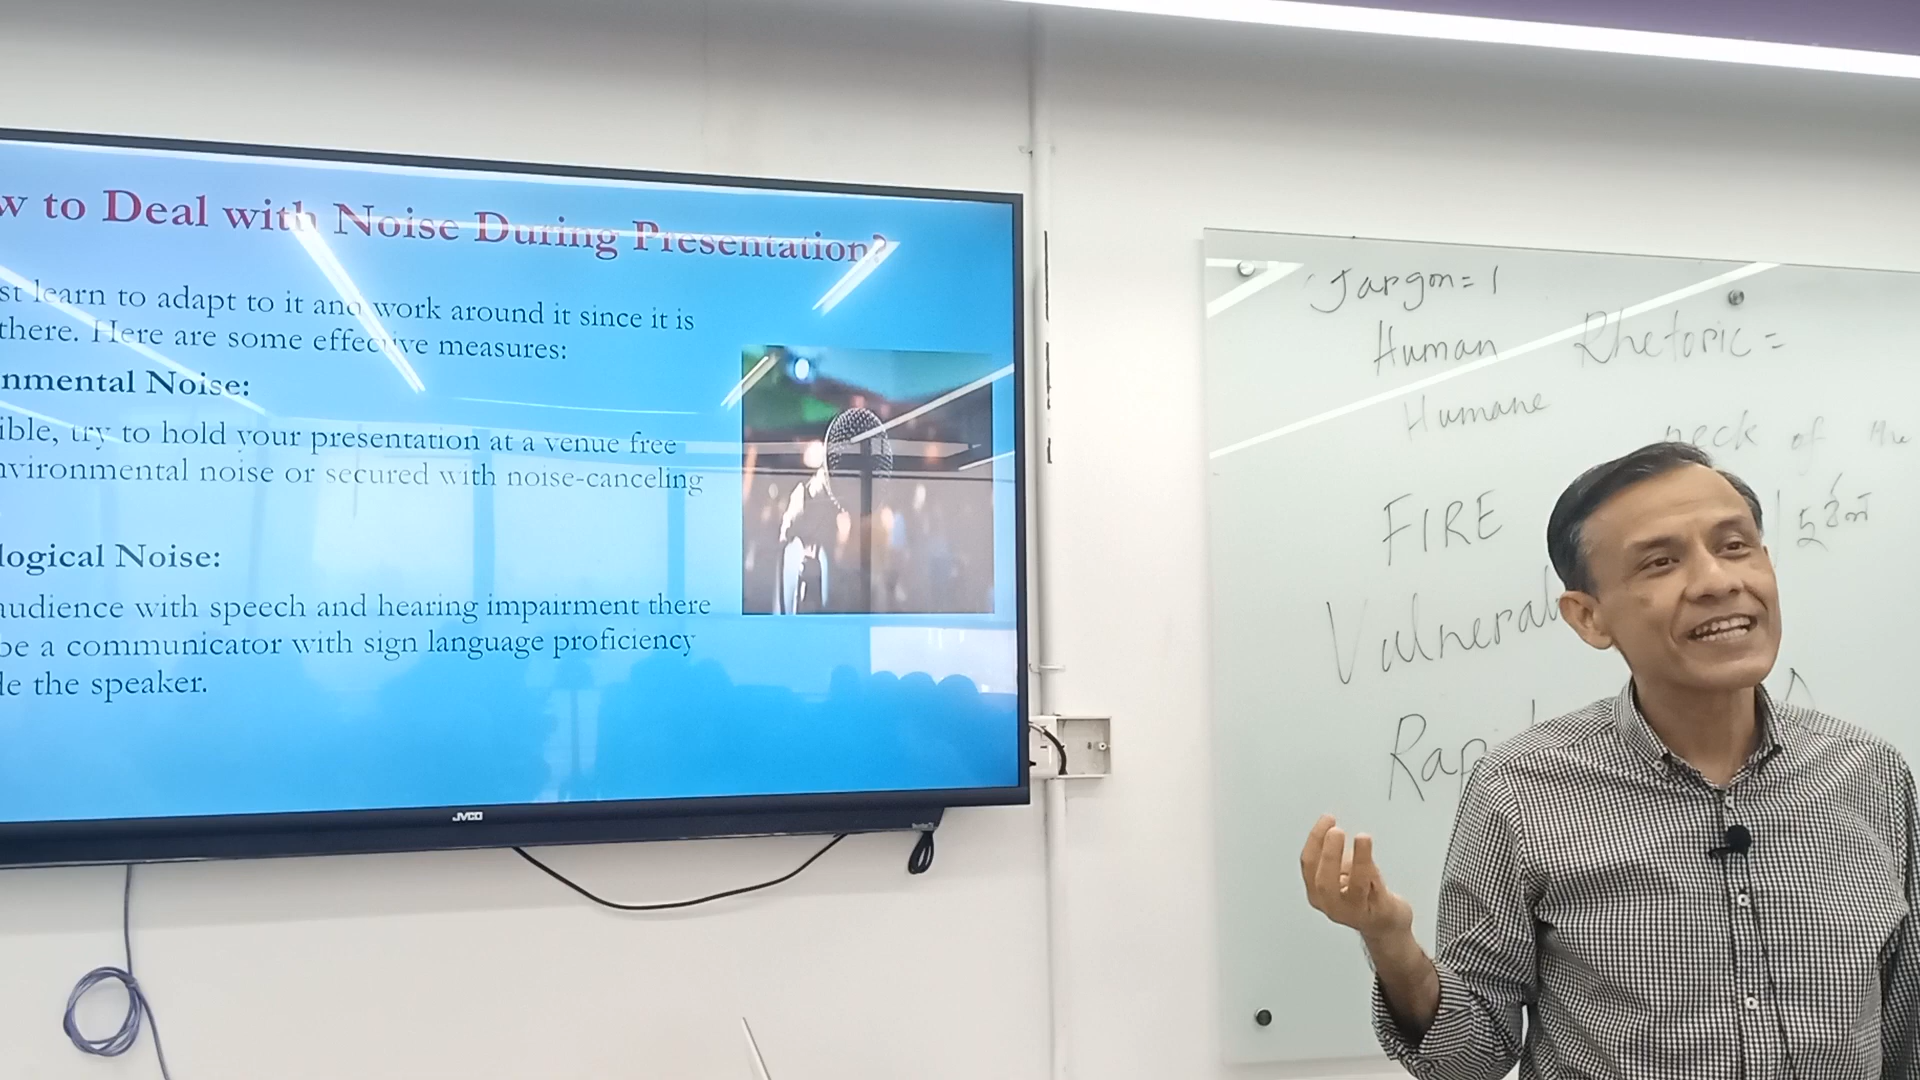 w to Deal with Noise During Presentation?
st learn to adapt to it and work around it since it is
there. Here are some effective measures:
nmental Noise:
ible, try to hold your presentation at a venue free
nvironmental noise or secured with noise-canceling
logical Noise:
audience with speech and hearing impairment there
be a communicator with sign language proficiency
le the speaker.
JVCO
Jargon = 1
Human
Rhetoric =
Humane
neck of the
FIRE
Vulnerab
Rap